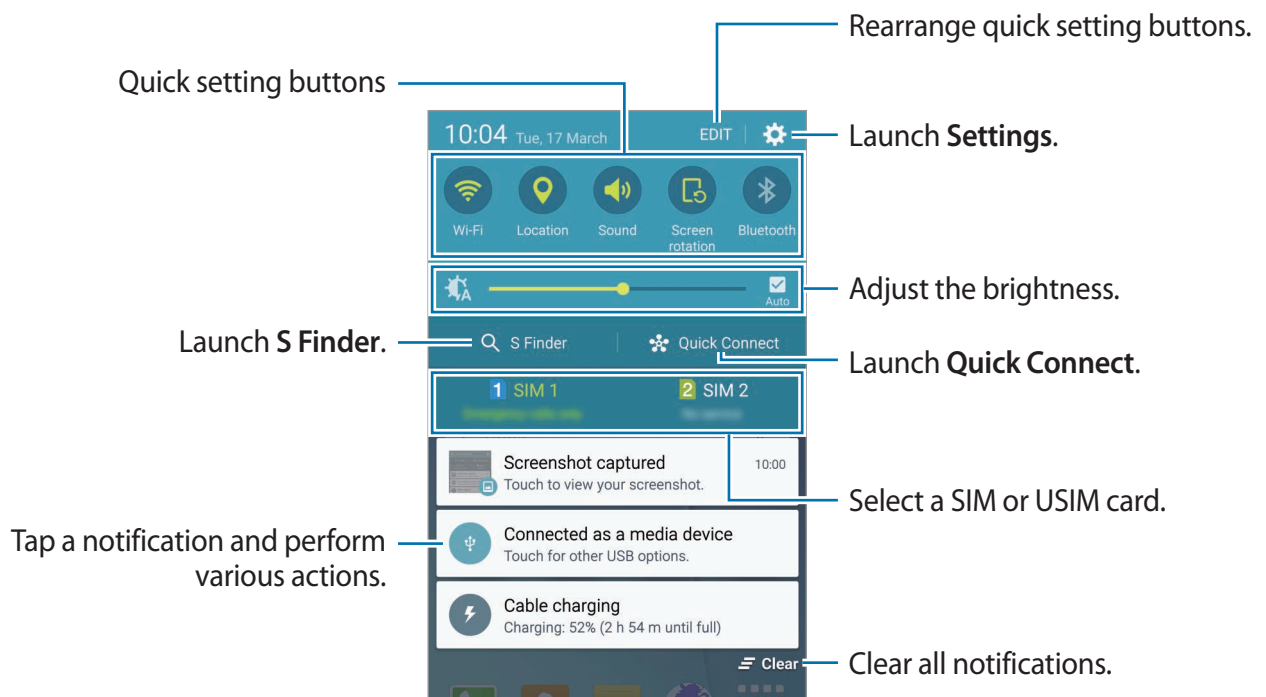 Rearrange quick setting buttons.
Quick setting buttons
10:04 Tue, 17 March EDIT
Launch Settings.
Wi-Fi Location Sound Screen rotation Bluetooth
A
Auto
Adjust the brightness.
Launch S Finder.
S Finder
Quick Connect
Launch Quick Connect.
1 SIM 1
2 SIM 2
Screenshot captured 10:00
Touch to view your screenshot.
Select a SIM or USIM card.
Tap a notification and perform
various actions.
Connected as a media device
Touch for other USB options.
Cable charging
Charging: 52% (2 h 54 m until full)
Clear
Clear all notifications.